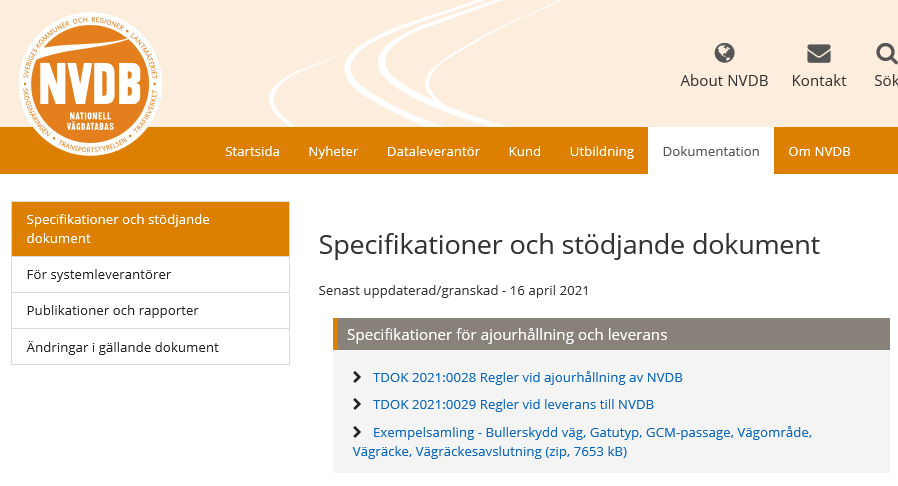 SVERIGES KOMMUNER OCH REGIONER • LANTMÄTERIET • TRAFIKVERKET • TRANSPORTSTYRELSEN • SKOGSNÄRINGEN •
NVDB
NATIONELL
VÄGDATABAS
About NVDB
Kontakt
Sök
Startsida
Nyheter
Dataleverantör
Kund
Utbildning
Dokumentation
Om NVDB
Specifikationer och stödjande
dokument
För systemleverantörer
Publikationer och rapporter
Ändringar i gällande dokument
Specifikationer och stödjande dokument
Senast uppdaterad/granskad - 16 april 2021
Specifikationer för ajourhållning och leverans
TDOK 2021:0028 Regler vid ajourhållning av NVDB
TDOK 2021:0029 Regler vid leverans till NVDB
Exempelsamling - Bullerskydd väg, Gatutyp, GCM-passage, Vägområde,
Vägräcke, Vägräckesavslutning (zip, 7653 kB)